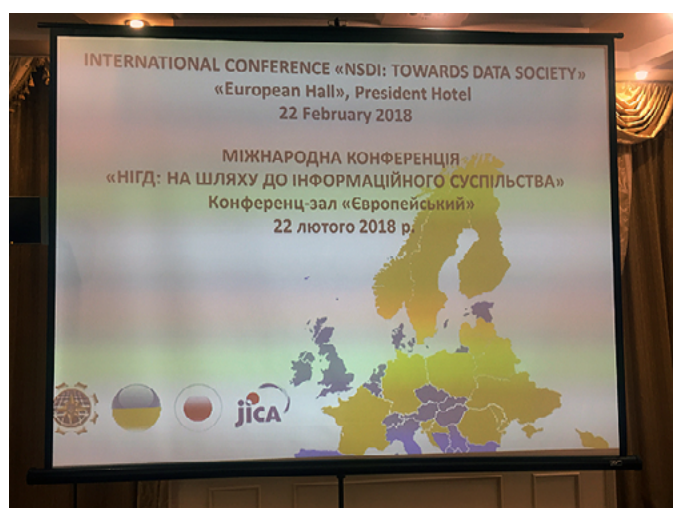 INTERNATIONAL CONFERENCE «NSDI: TOWARDS DATA SOCIETY»
«European Hall», President Hotel
22 February 2018
МІЖНАРОДНА КОНФЕРЕНЦІЯ
«НІГД: НА ШЛЯХУ ДО ІНФОРМАЦІЙНОГО СУСПІЛЬСТВА»
Конференц-зал «Європейський»
22 лютого 2018 р.
jica